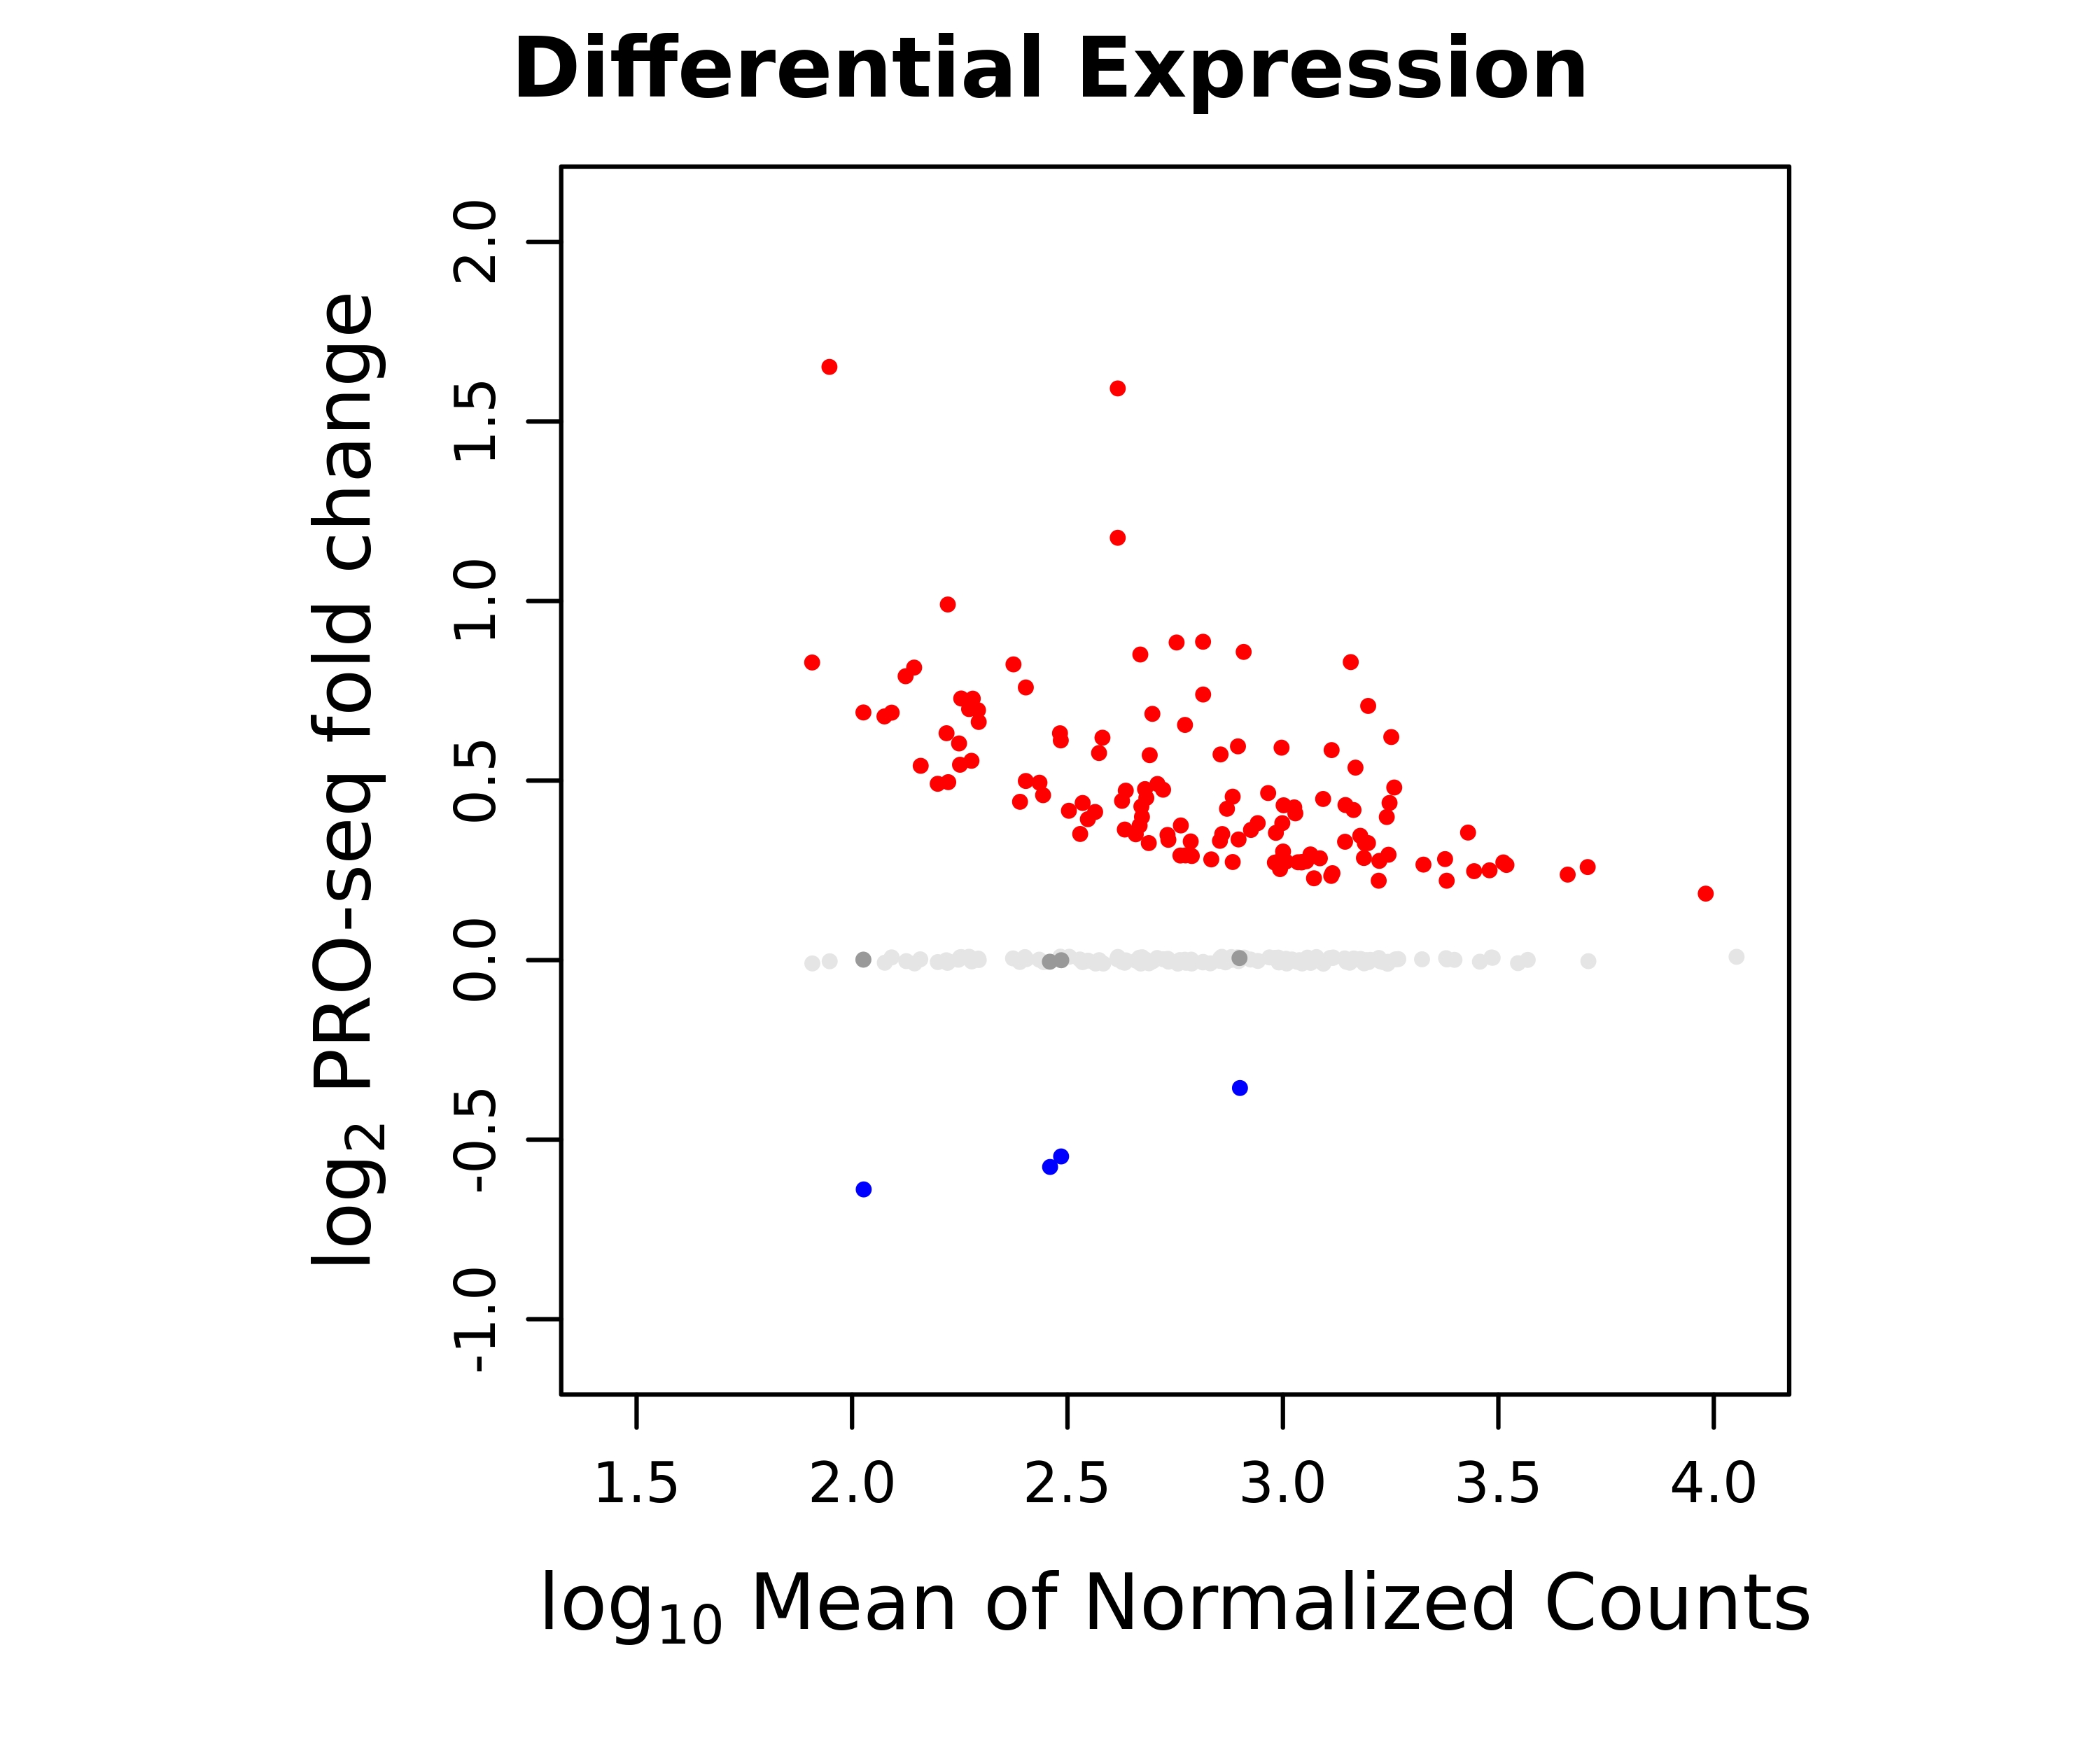 Differential Expression
log₂ PRO-seq fold change
2.0
1.5
1.0
0.5
0.0
-0.5
-1.0
1.5 2.0 2.5 3.0 3.5 4.0
log₁₀ Mean of Normalized Counts